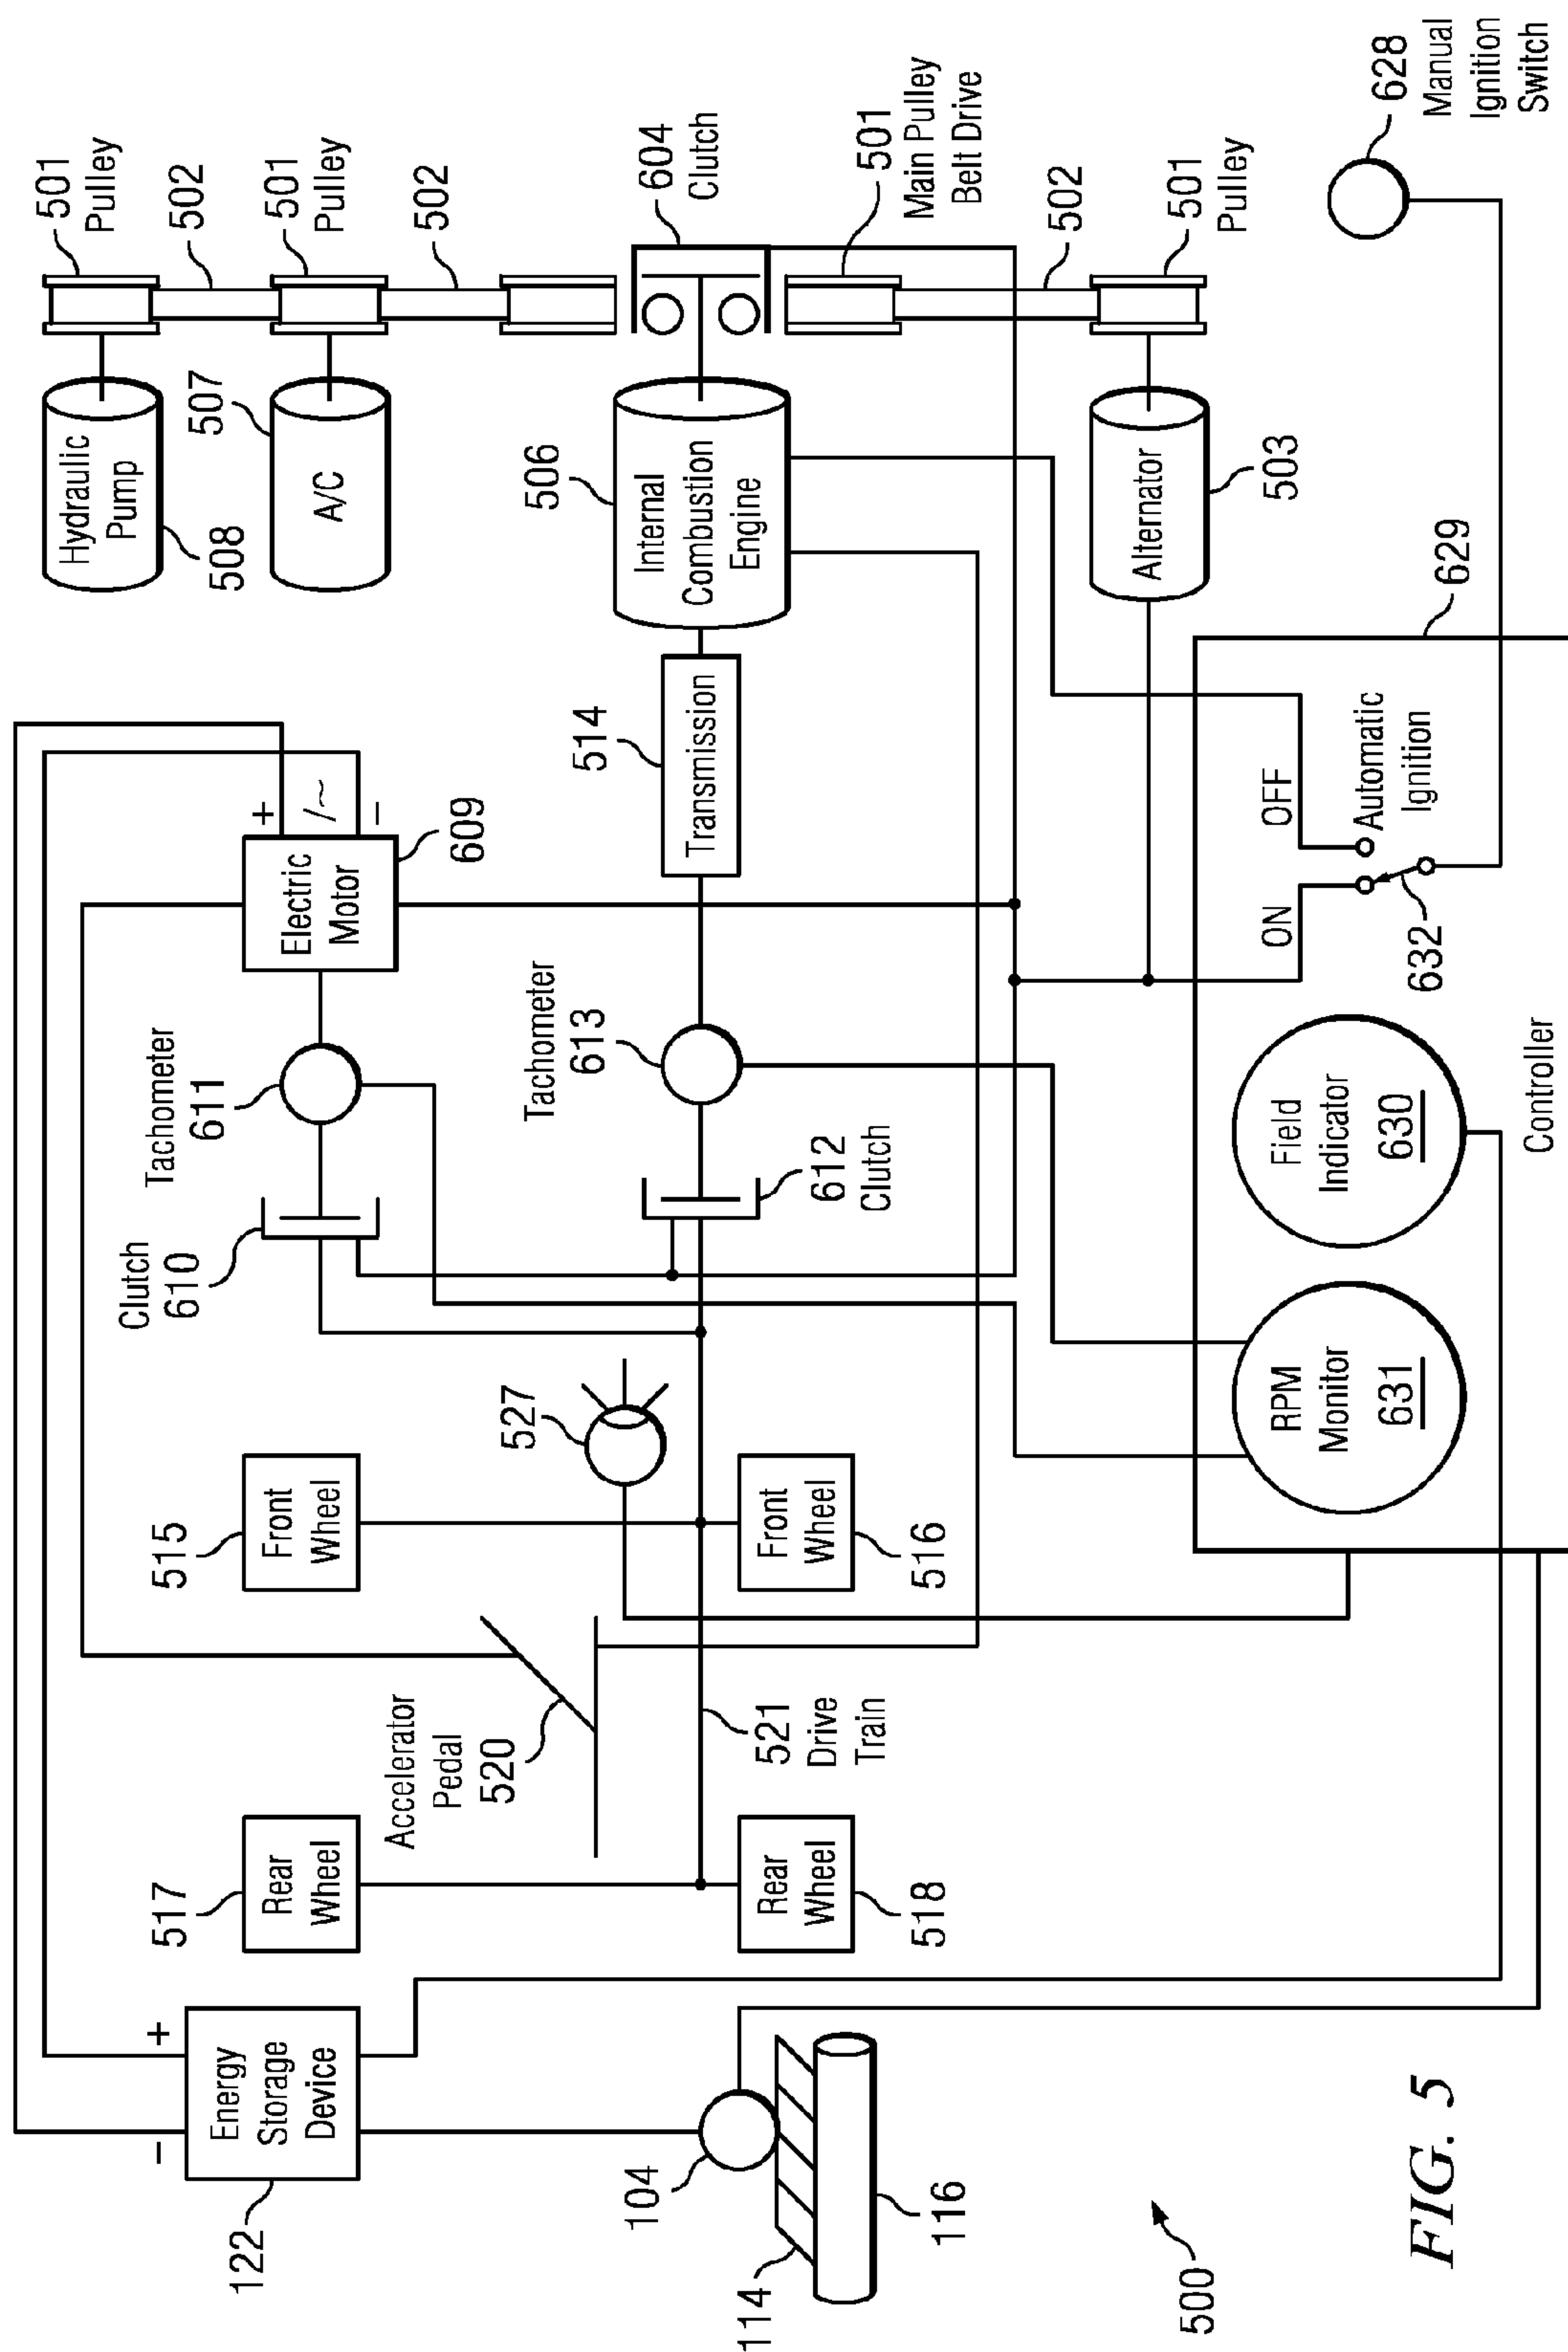 122
−
+
Energy
Storage
Device
104
114
116
500
517
Rear
Wheel
Rear
Wheel
518
Accelerator
Pedal
520
521
Drive
Train
515
Front
Wheel
Front
Wheel
516
527
Clutch
610
Tachometer
611
Electric
Motor
+
/~
−
609
612
Clutch
Tachometer
613
514
Transmission
506
Internal
Combustion
Engine
Hydraulic
Pump
508
507
A/C
501
Pulley
502
501
Pulley
502
604
Clutch
501
Main Pulley
Belt Drive
502
501
Pulley
Alternator
503
628
Manual
Ignition
Switch
629
ON
OFF
Automatic
Ignition
632
RPM
Monitor
631
Field
Indicator
630
Controller
FIG. 5